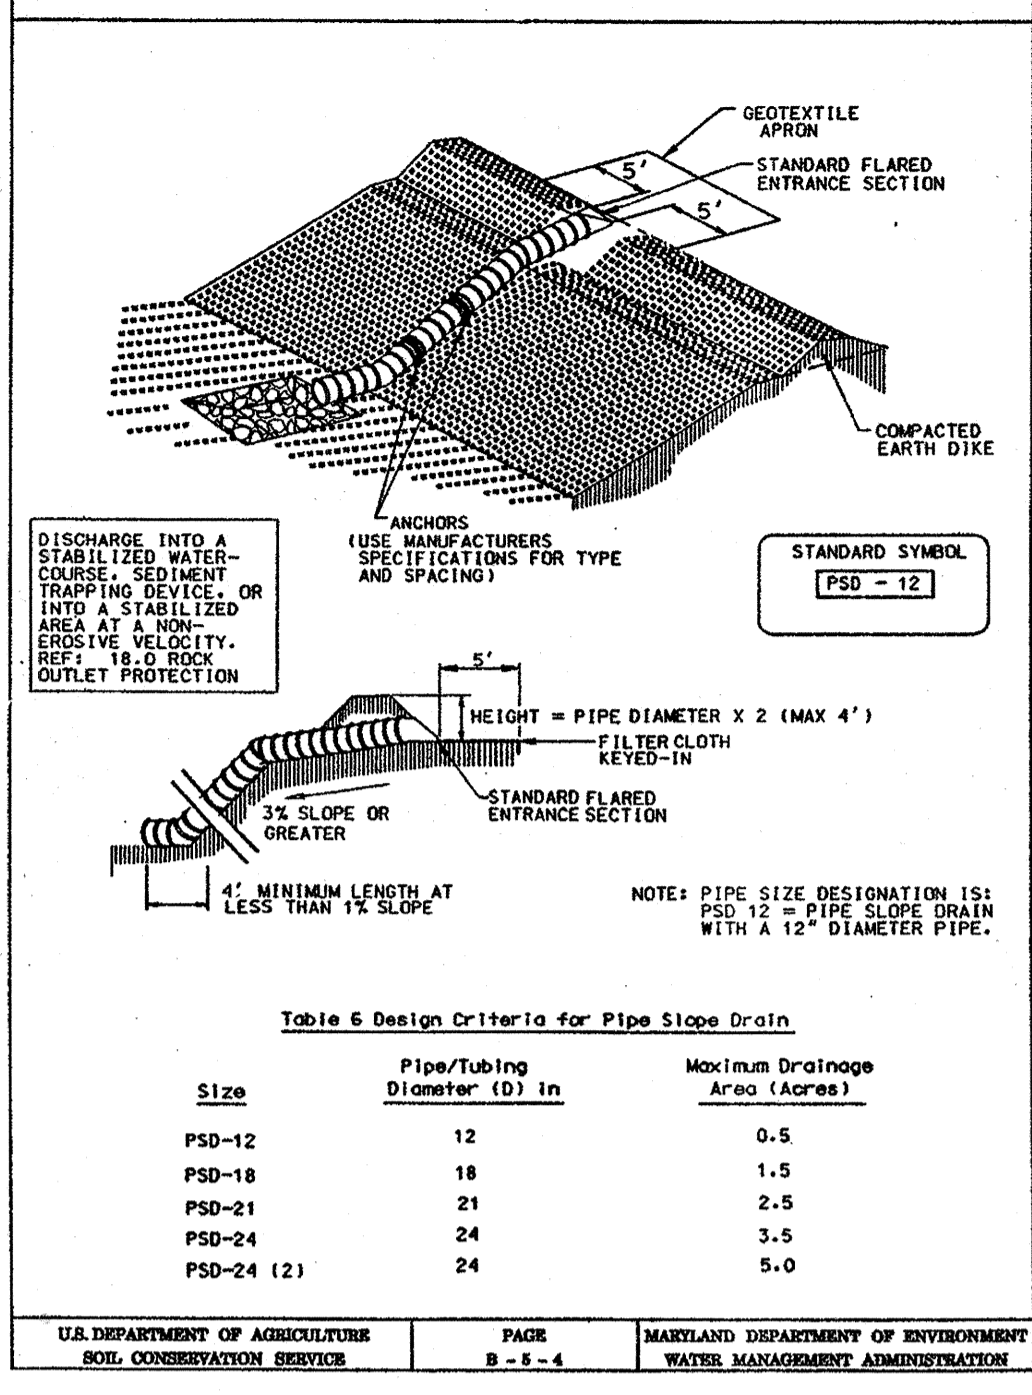 GEOTEXTILE
APRON
5'
STANDARD FLARED
ENTRANCE SECTION
5'
COMPACTED
EARTH DIKE
ANCHORS
(USE MANUFACTURERS
SPECIFICATIONS FOR TYPE
AND SPACING)
DISCHARGE INTO A
STABILIZED WATER-
COURSE. SEDIMENT
TRAPPING DEVICE. OR
INTO A STABILIZED
AREA AT A NON-
EROSIVE VELOCITY.
REF: 18.0 ROCK
OUTLET PROTECTION
STANDARD SYMBOL
PSD - 12
5'
HEIGHT = PIPE DIAMETER X 2 (MAX 4')
FILTER CLOTH
KEYED-IN
STANDARD FLARED
ENTRANCE SECTION
3% SLOPE OR
GREATER
4' MINIMUM LENGTH AT
LESS THAN 1% SLOPE
NOTE: PIPE SIZE DESIGNATION IS:
PSD 12 = PIPE SLOPE DRAIN
WITH A 12" DIAMETER PIPE.
Table 6 Design Criteria for Pipe Slope Drain
Size Pipe/Tubing Diameter (D) in Maximum Drainage Area (Acres)
PSD-12 12 0.5
PSD-18 18 1.5
PSD-21 21 2.5
PSD-24 24 3.5
PSD-24 (2) 24 5.0
U.S. DEPARTMENT OF AGRICULTURE
SOIL CONSERVATION SERVICE
PAGE
B - 5 - 4
MARYLAND DEPARTMENT OF ENVIRONMENT
WATER MANAGEMENT ADMINISTRATION